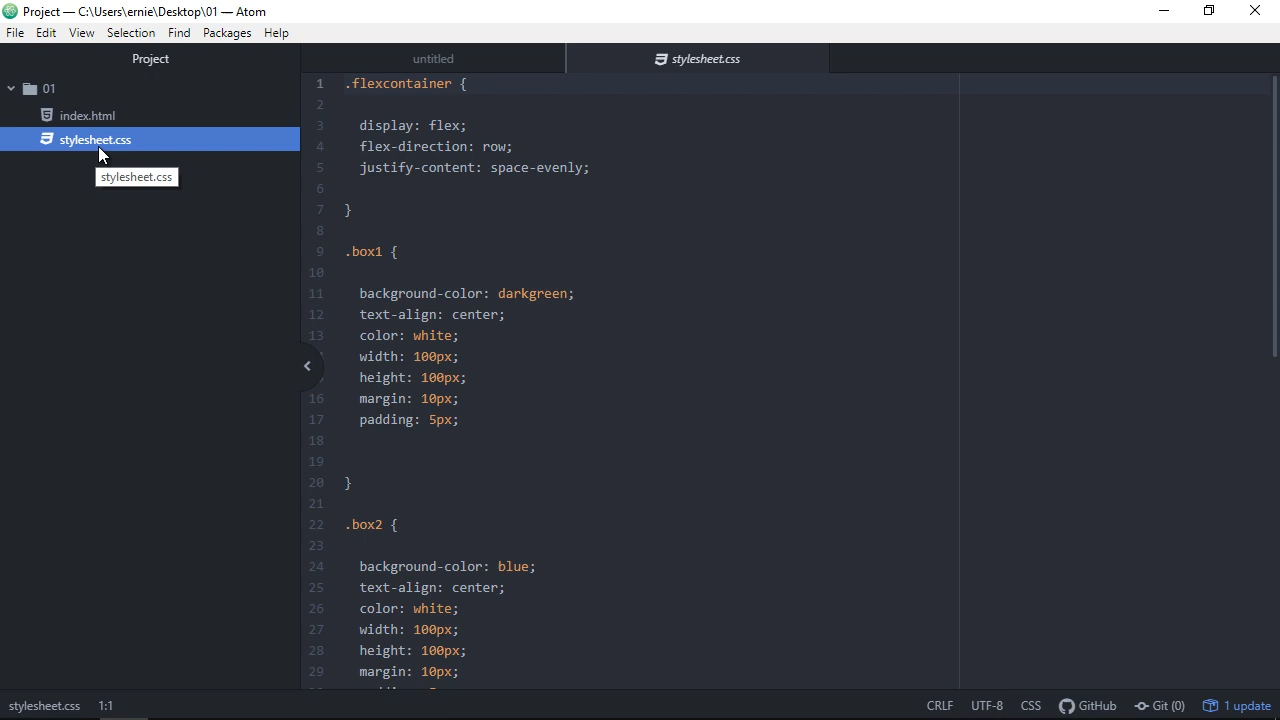 Project — C:\Users\ernie\Desktop\01 — Atom
File Edit View Selection Find Packages Help
Project
untitled
stylesheet.css
01
index.html
stylesheet.css
stylesheet.css
1 .flexcontainer {
2
3 display: flex;
4 flex-direction: row;
5 justify-content: space-evenly;
6
7 }
8
9 .box1 {
10
11 background-color: darkgreen;
12 text-align: center;
13 color: white;
width: 100px;
height: 100px;
16 margin: 10px;
17 padding: 5px;
18
19
20 }
21
22 .box2 {
23
24 background-color: blue;
25 text-align: center;
26 color: white;
27 width: 100px;
28 height: 100px;
29 margin: 10px;
stylesheet.css 1:1 CRLF UTF-8 CSS GitHub Git (0) 1 update